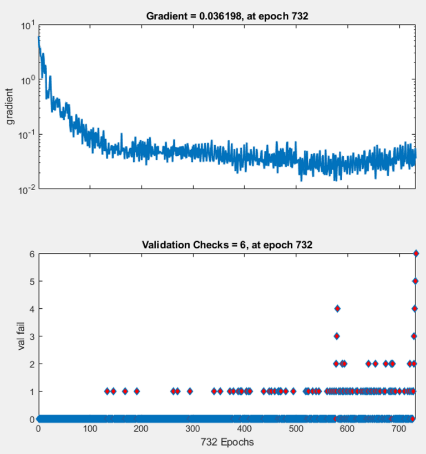 Gradient = 0.036198, at epoch 732
10^1
10^0
10^-1
10^-2
gradient
Validation Checks = 6, at epoch 732
6
5
4
3
2
1
0
val fail
0 100 200 300 400 500 600 700
732 Epochs